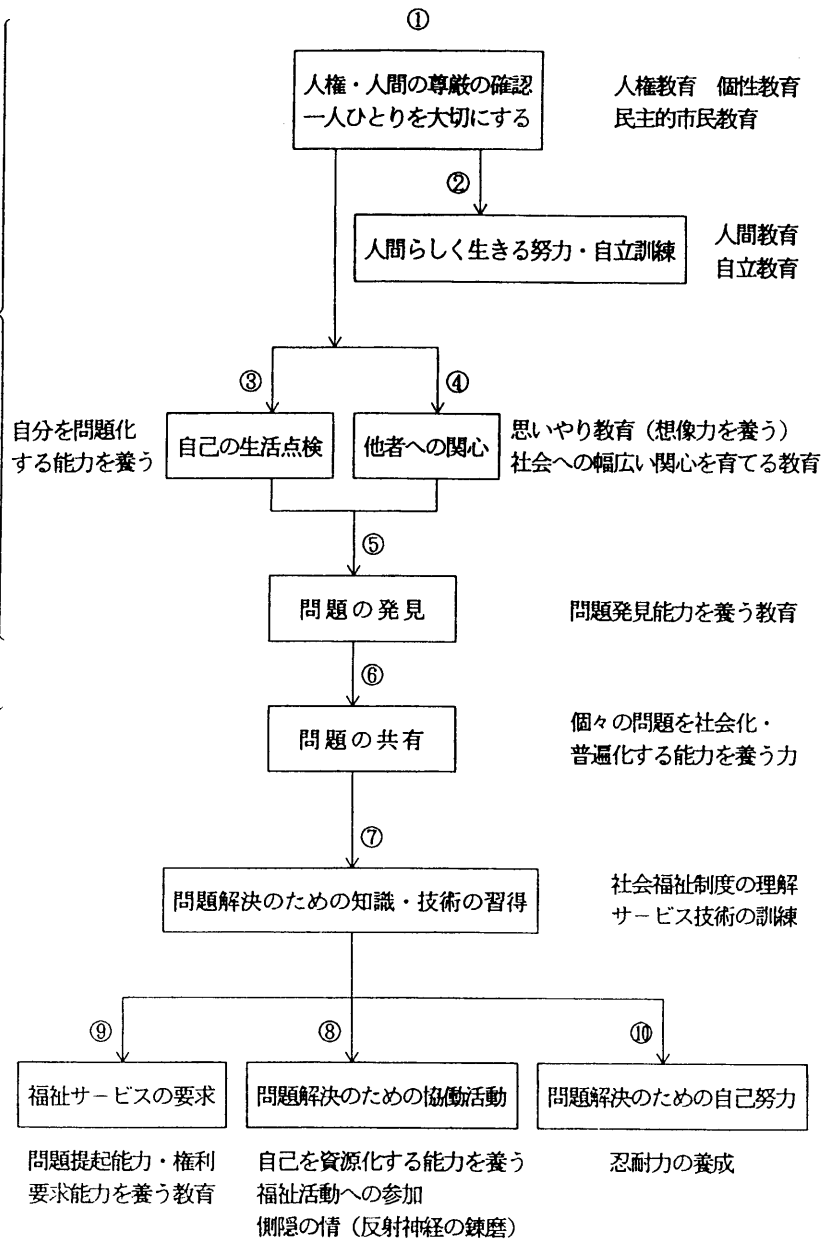 ①
人権・人間の尊厳の確認
一人ひとりを大切にする
人権教育　個性教育
民主的市民教育
②
人間らしく生きる努力・自立訓練
人間教育
自立教育
③
④
自分を問題化
する能力を養う
自己の生活点検
他者への関心
思いやり教育（想像力を養う）
社会への幅広い関心を育てる教育
⑤
問題の発見
問題発見能力を養う教育
⑥
問題の共有
個々の問題を社会化・
普遍化する能力を養う力
⑦
問題解決のための知識・技術の習得
社会福祉制度の理解
サービス技術の訓練
⑨
⑧
⑩
福祉サービスの要求
問題解決のための協働活動
問題解決のための自己努力
問題提起能力・権利
要求能力を養う教育
自己を資源化する能力を養う
福祉活動への参加
側隠の情（反射神経の錬磨）
忍耐力の養成